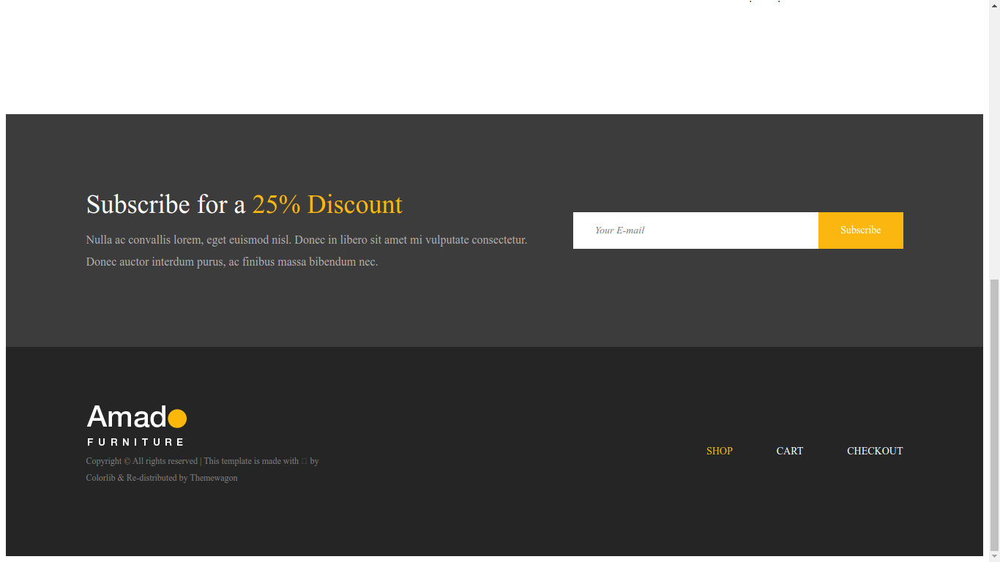 Subscribe for a 25% Discount
Nulla ac convallis lorem, eget euismod nisl. Donec in libero sit amet mi vulputate consectetur.
Donec auctor interdum purus, ac finibus massa bibendum nec.
Your E-mail
Subscribe
Amado
FURNITURE
Copyright © All rights reserved | This template is made with by
Colorlib & Re-distributed by Themewagon
SHOP
CART
CHECKOUT